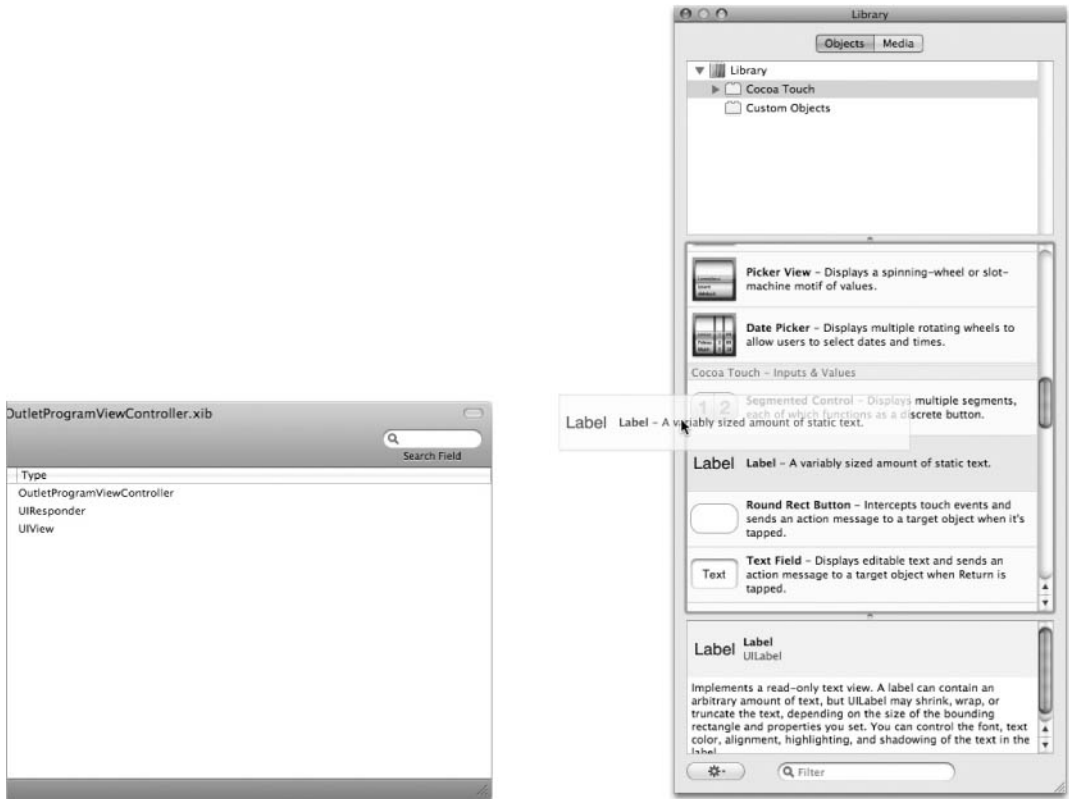 Library
Objects Media
Library
Cocoa Touch
Custom Objects
Picker View – Displays a spinning-wheel or slot-
machine motif of values.
Date Picker – Displays multiple rotating wheels to
allow users to select dates and times.
Cocoa Touch – Inputs & Values
1 2 Segmented Control – Displays multiple segments,
each of which functions as a discrete button.
Label Label – A variably sized amount of static text.
Label Label – A variably sized amount of static text.
Round Rect Button – Intercepts touch events and
sends an action message to a target object when it's
tapped.
Text Text Field – Displays editable text and sends an
action message to a target object when Return is
tapped.
Label Label
UILabel
Implements a read-only text view. A label can contain an
arbitrary amount of text, but UILabel may shrink, wrap, or
truncate the text, depending on the size of the bounding
rectangle and properties you set. You can control the font, text
color, alignment, highlighting, and shadowing of the text in the
label
Filter
OutletProgramViewController.xib
Search Field
Type
OutletProgramViewController
UIResponder
UIView